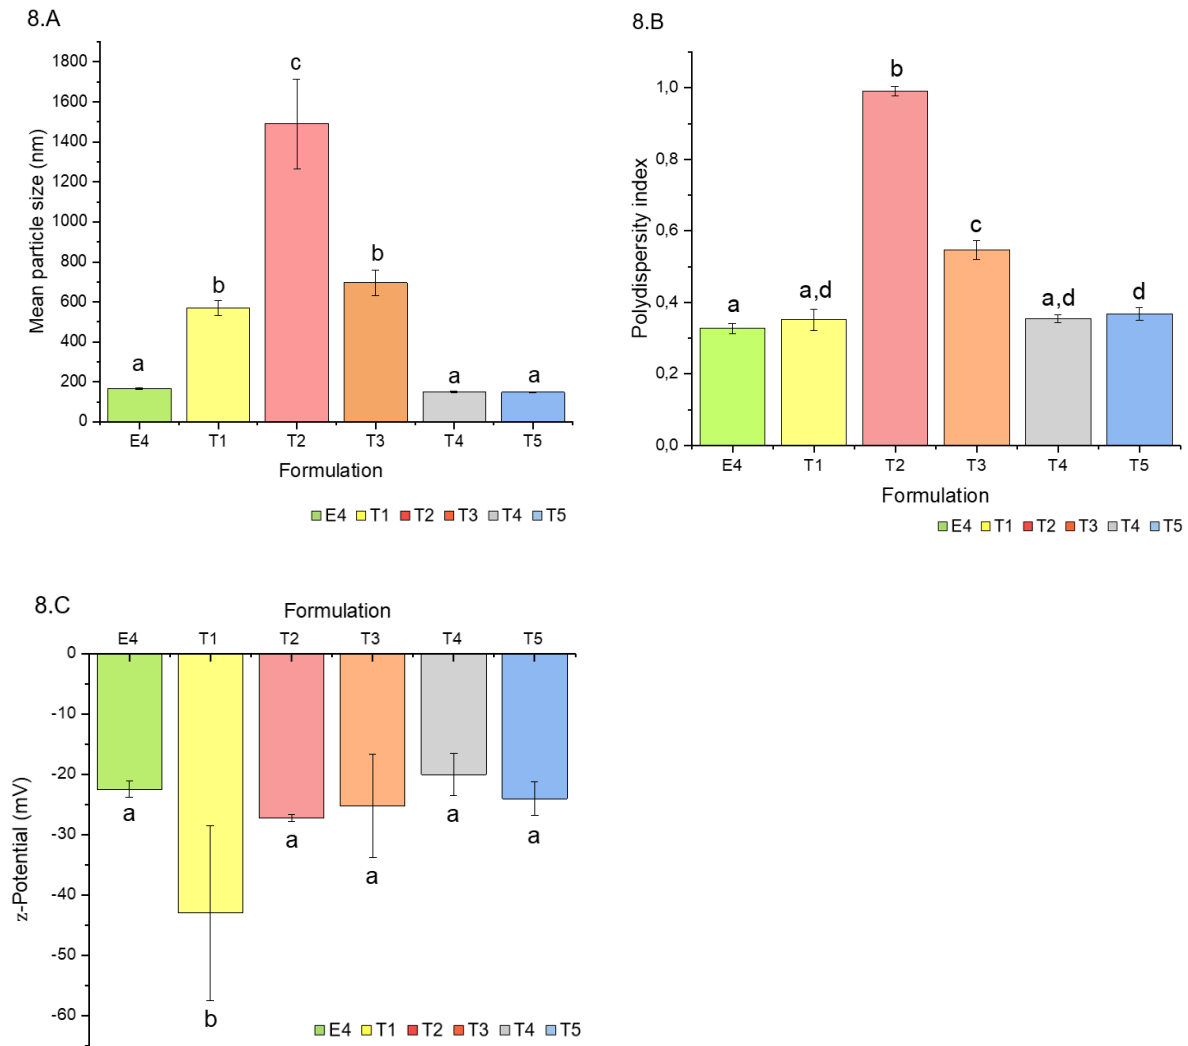 8.A
Mean particle size (nm)
1800
1600
1400
1200
1000
800
600
400
200
0
a
b
c
b
a
a
E4 T1 T2 T3 T4 T5
Formulation
E4 T1 T2 T3 T4 T5
8.B
Polydispersity index
1,0
0,8
0,6
0,4
0,2
0,0
a
a,d
b
c
a,d
d
E4 T1 T2 T3 T4 T5
Formulation
E4 T1 T2 T3 T4 T5
8.C
Formulation
E4 T1 T2 T3 T4 T5
z-Potential (mV)
0
-10
-20
-30
-40
-50
-60
a
b
a
a
a
a
E4 T1 T2 T3 T4 T5